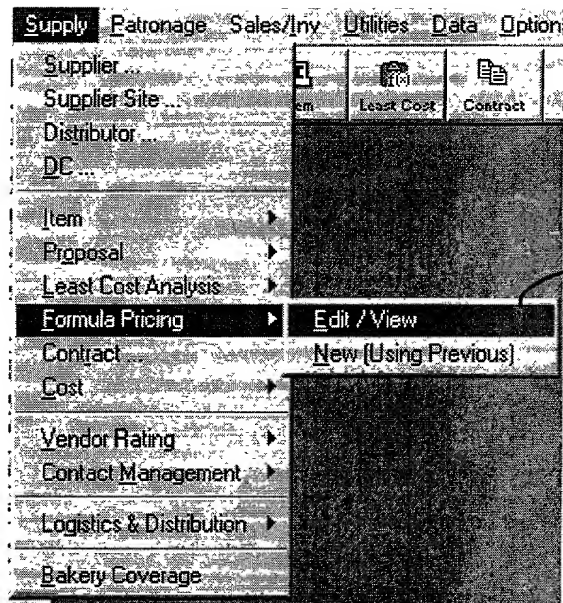 Supply Patronage Sales/Inv Utilities Data Option
Supplier ...
Supplier Site ...
Distributor ...
DC ...
Least Cost
Contract
Item
Proposal
Least Cost Analysis
Formula Pricing
Edit / View
New (Using Previous)
Contract ...
Cost
Vendor Rating
Contact Management
Logistics & Distribution
Bakery Coverage